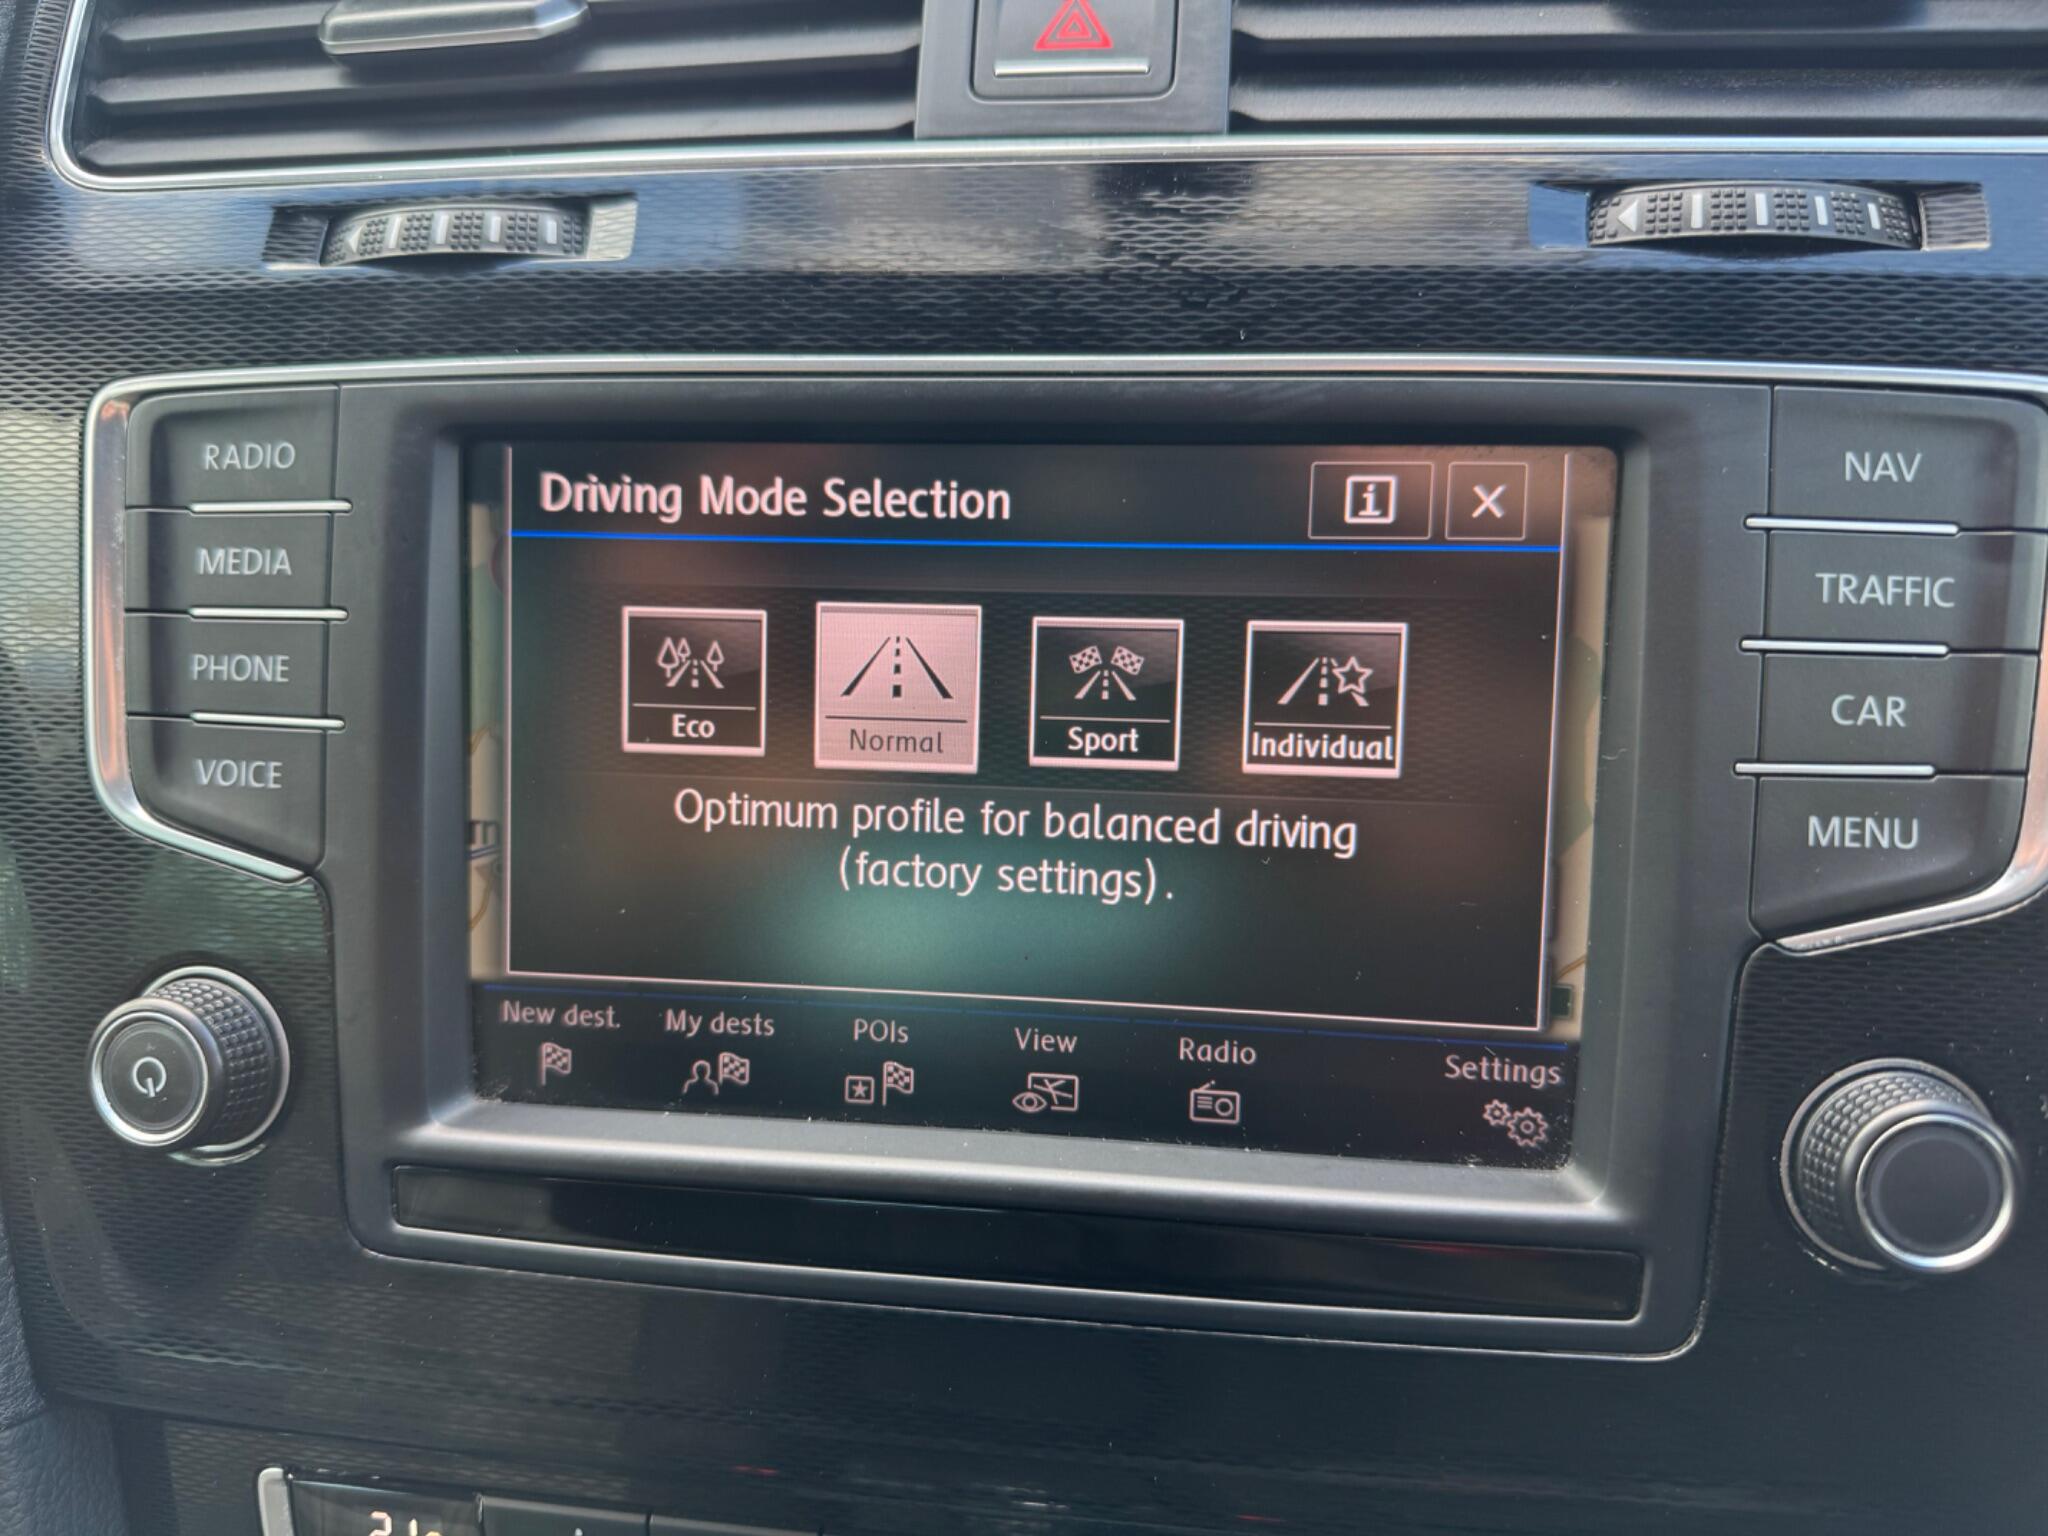 RADIO
MEDIA
PHONE
VOICE
Driving Mode Selection
i
X
Eco
Normal
Sport
Individual
Optimum profile for balanced driving
(factory settings).
New dest.
My dests
POIs
View
Radio
Settings
NAV
TRAFFIC
CAR
MENU